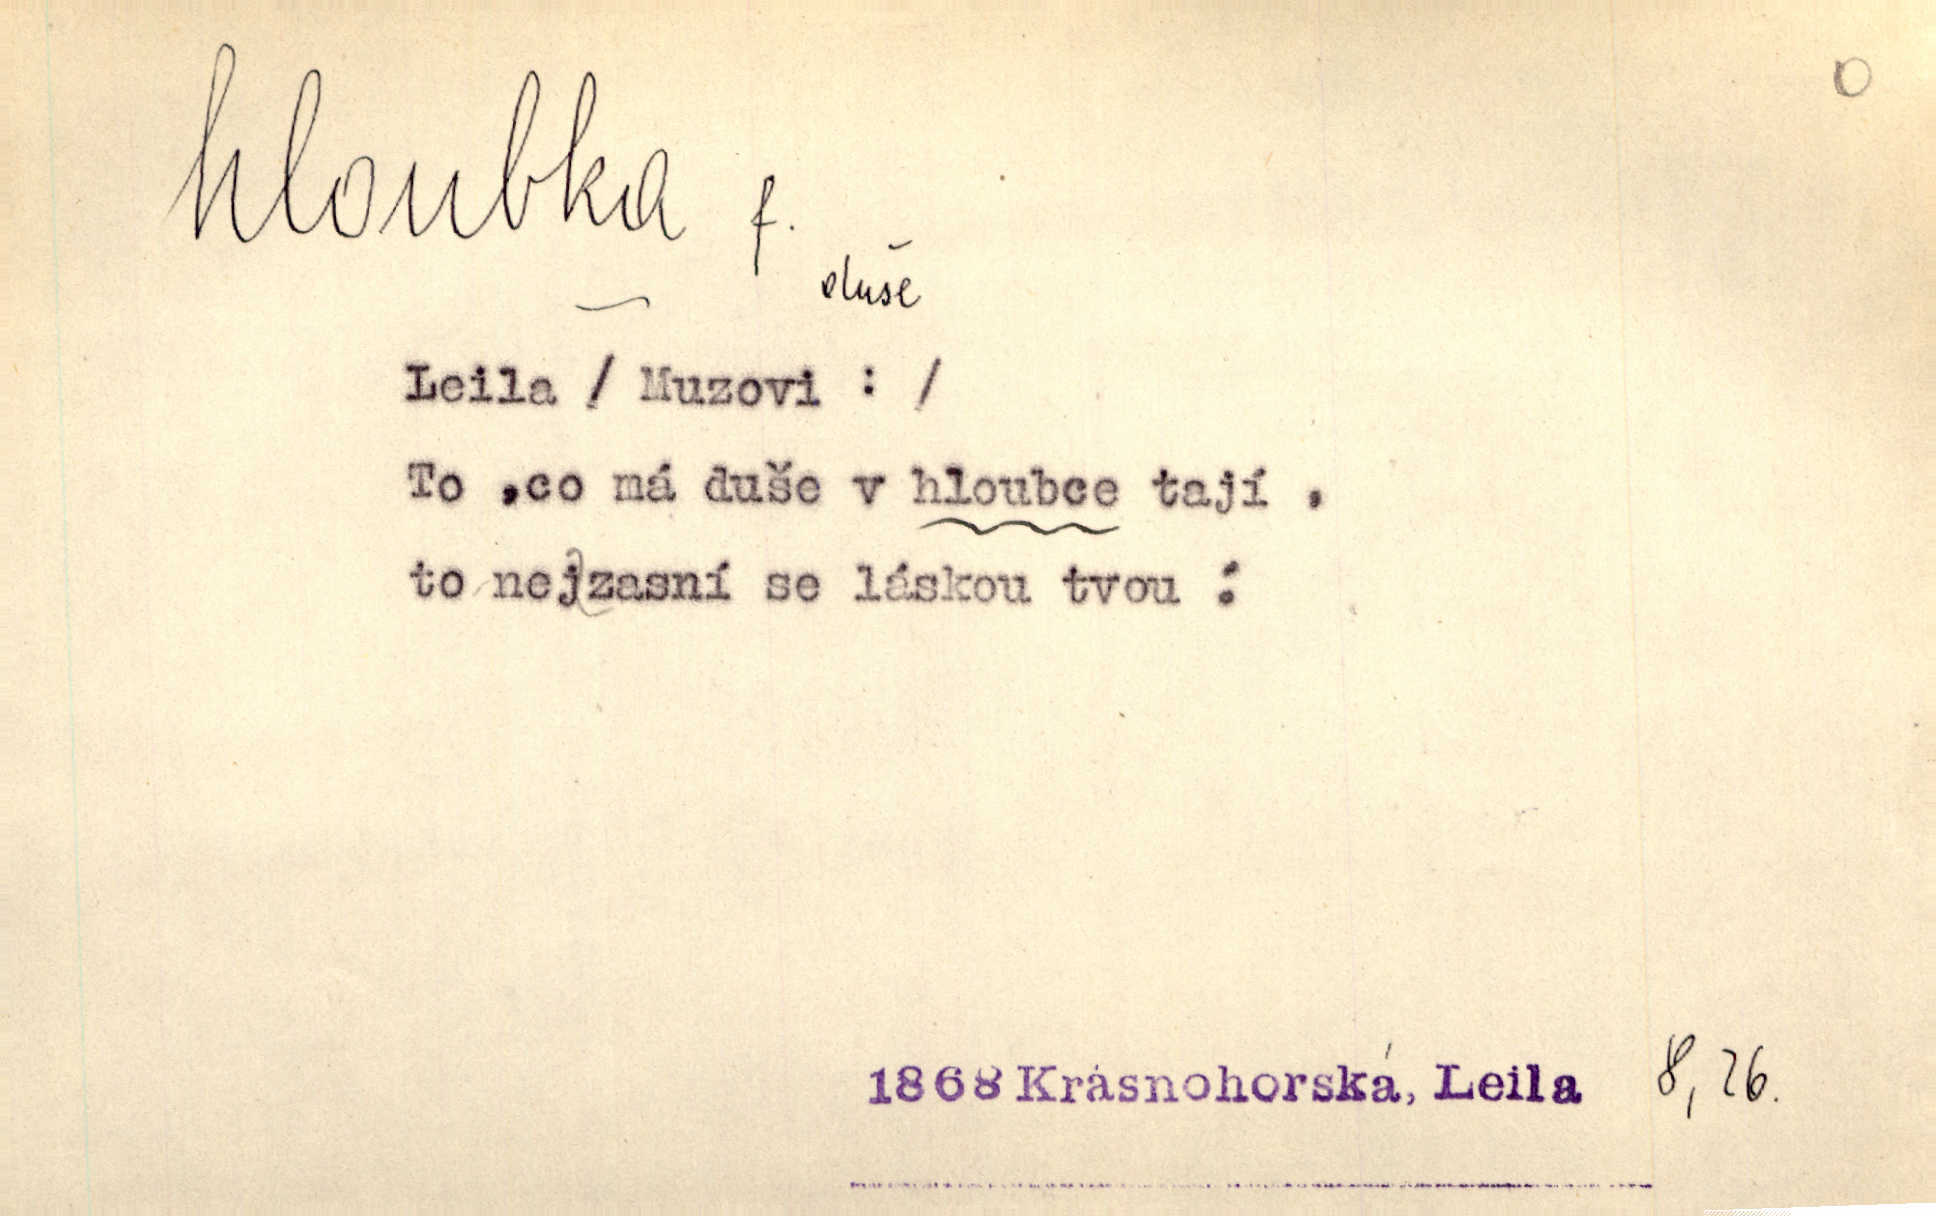 O
hloubka f.
duše
Leila / Muzovi : /
To ,co má duše v hloubce tají ,
to nejzasní se láskou tvou :
1868 Krásnohorská, Leila 8, 26.